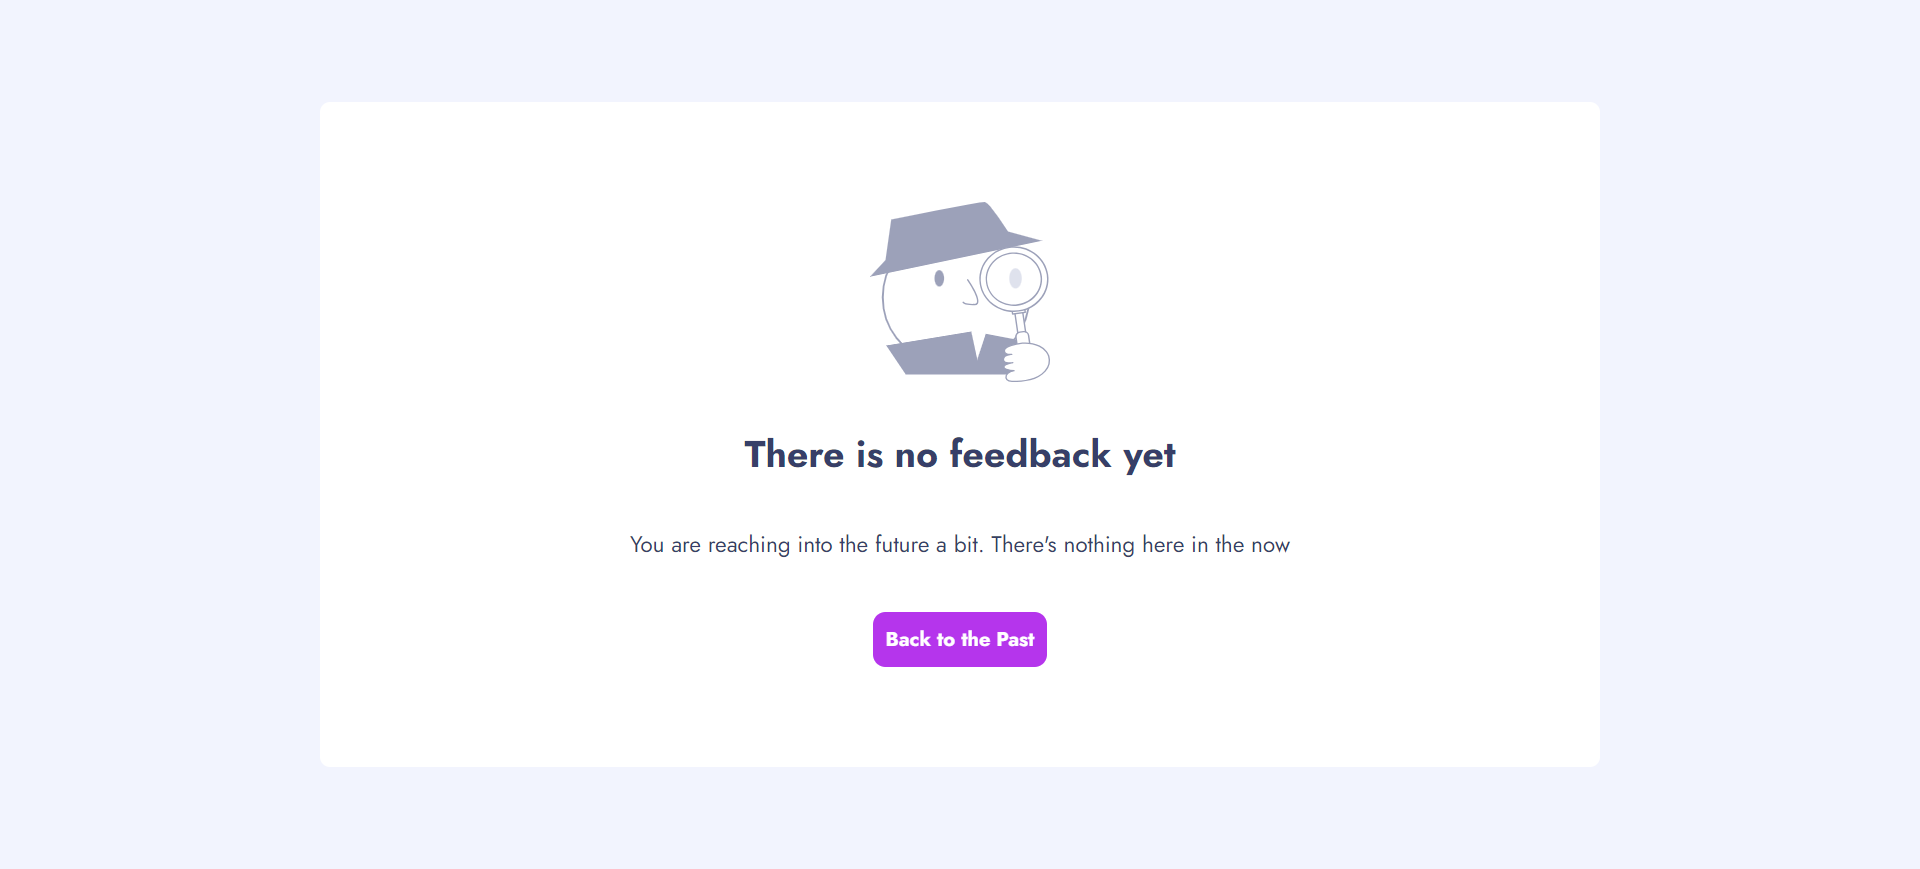 There is no feedback yet
You are reaching into the future a bit. There's nothing here in the now
Back to the Past